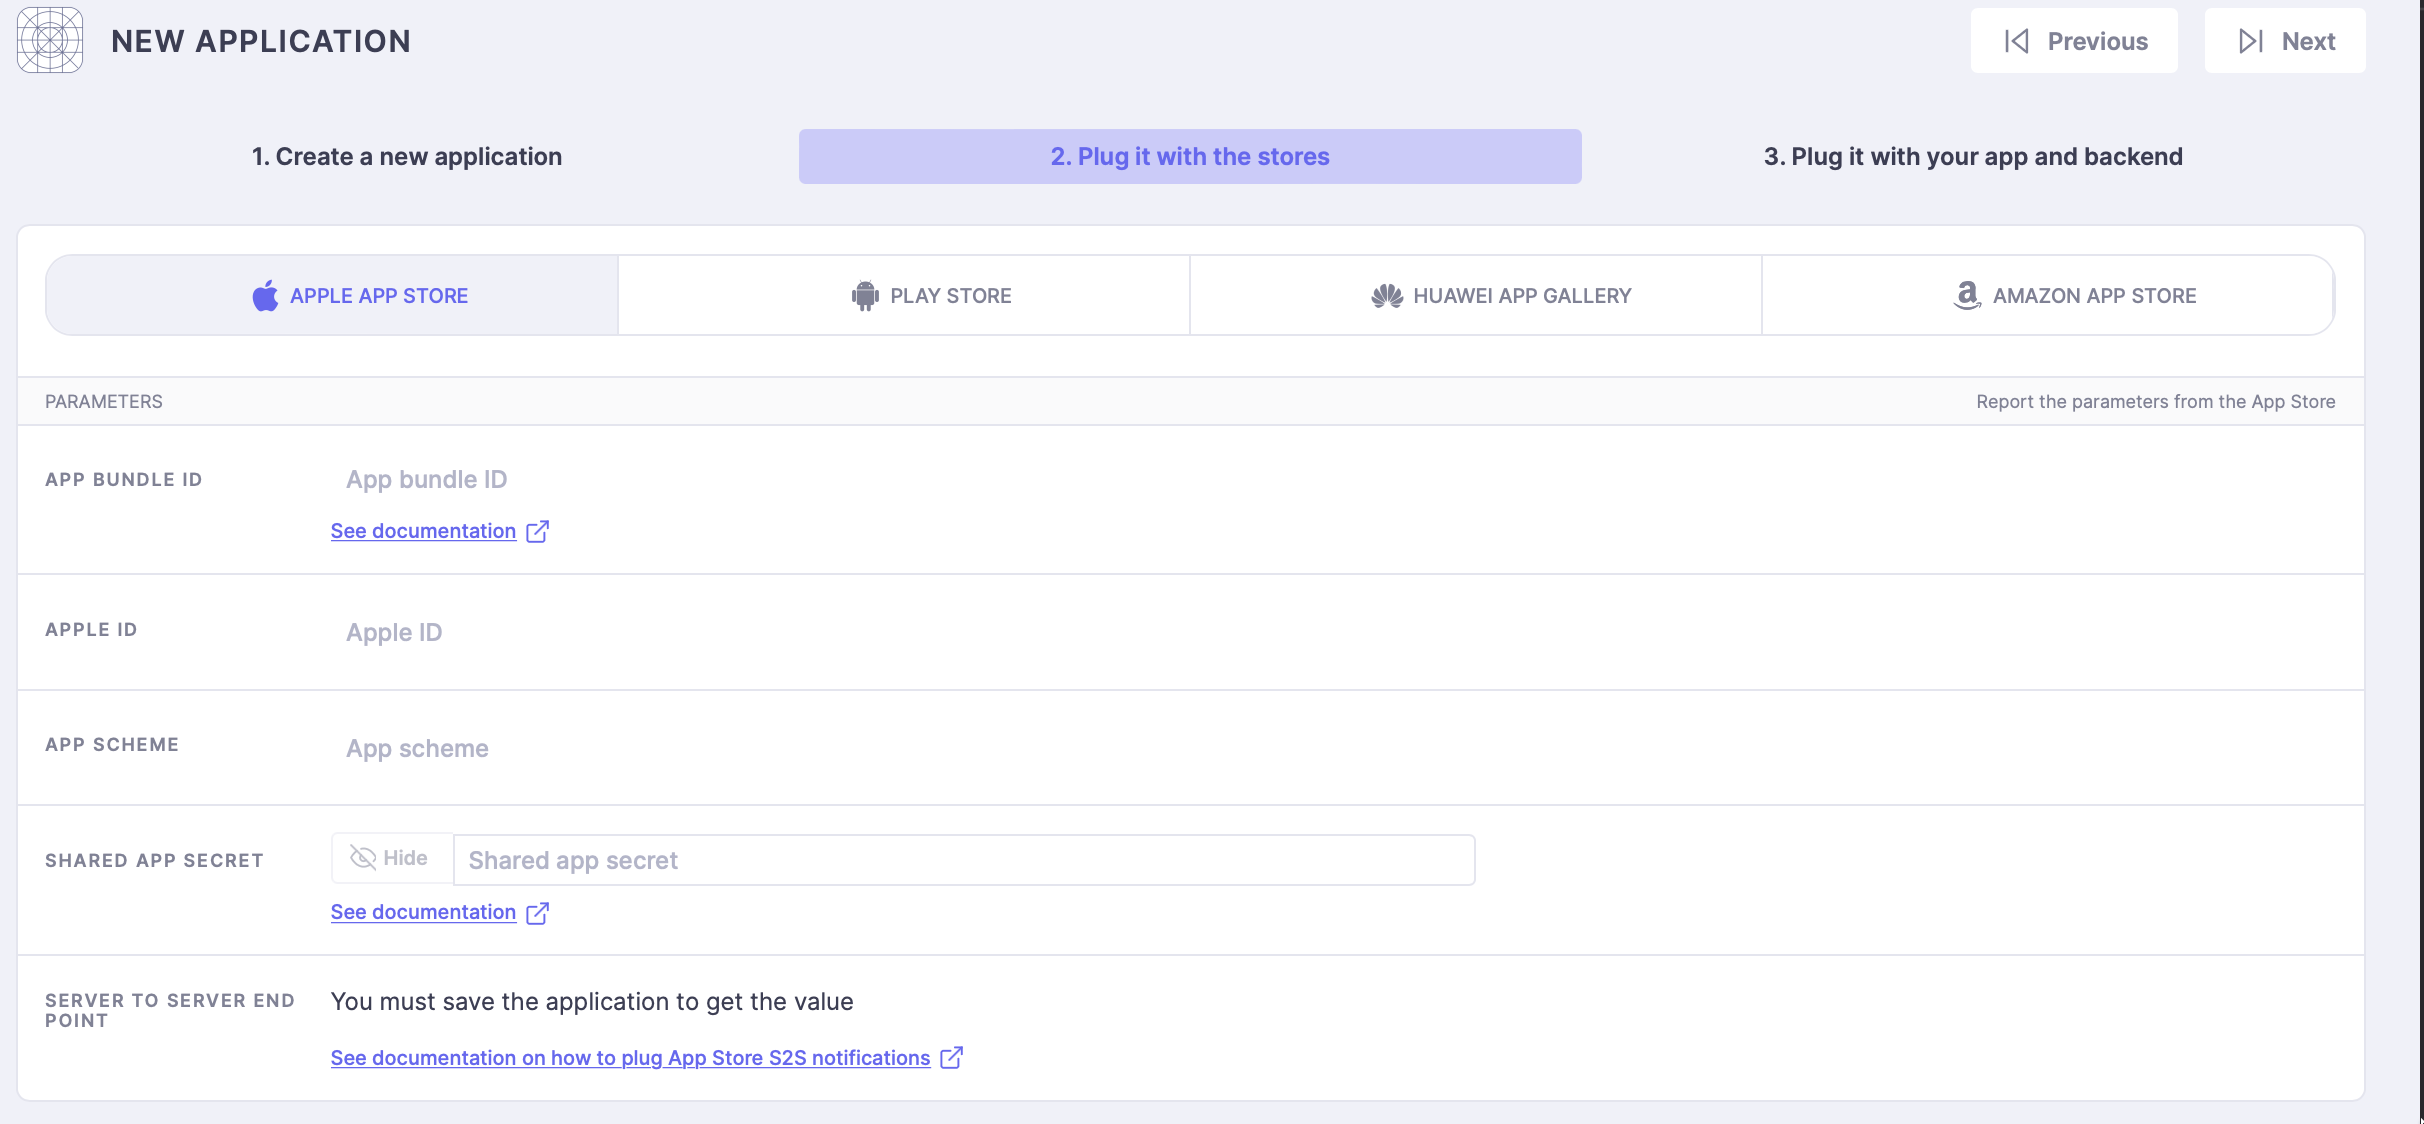 NEW APPLICATION
Previous
Next
1. Create a new application
2. Plug it with the stores
3. Plug it with your app and backend
APPLE APP STORE
PLAY STORE
HUAWEI APP GALLERY
AMAZON APP STORE
PARAMETERS
Report the parameters from the App Store
APP BUNDLE ID
App bundle ID
See documentation
APPLE ID
Apple ID
APP SCHEME
App scheme
SHARED APP SECRET
Hide
Shared app secret
See documentation
SERVER TO SERVER END
POINT
You must save the application to get the value
See documentation on how to plug App Store S2S notifications